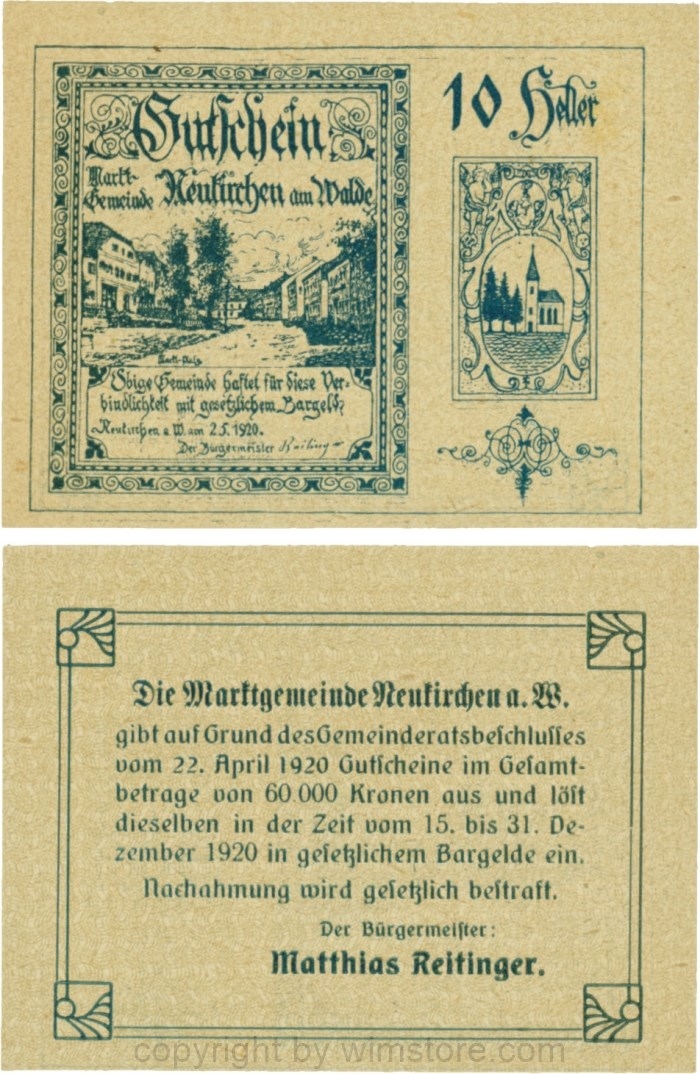 Gutschein
10 Heller
Markt-
Gemeinde Neukirchen am Walde
Obige Gemeinde haftet für diese Ver-
bindlichkeit mit gesetzlichem Bargeld.
Neukirchen a. W. am 2.5.1920.
Der Bürgermeister
Die Marktgemeinde Neukirchen a. W.
gibt auf Grund des Gemeinderatsbeschlusses
vom 22. April 1920 Gutscheine im Gesamt-
betrage von 60.000 Kronen aus und löst
dieselben in der Zeit vom 15. bis 31. De-
zember 1920 in gesetzlichem Bargelde ein.
Nachahmung wird gesetzlich bestraft.
Der Bürgermeister:
Matthias Reitinger.
copyright by wimstore.com